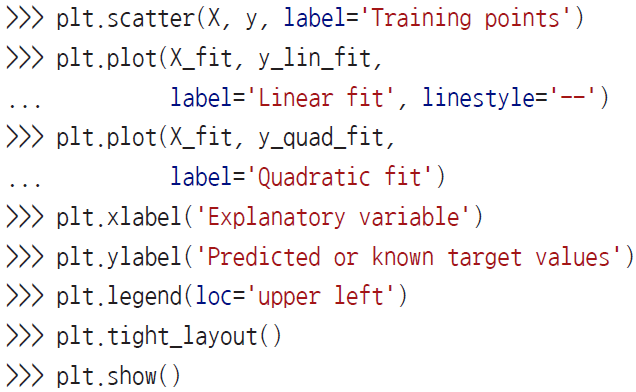 >>> plt.scatter(X, y, label='Training points')
>>> plt.plot(X_fit, y_lin_fit,
...          label='Linear fit', linestyle='--')
>>> plt.plot(X_fit, y_quad_fit,
...          label='Quadratic fit')
>>> plt.xlabel('Explanatory variable')
>>> plt.ylabel('Predicted or known target values')
>>> plt.legend(loc='upper left')
>>> plt.tight_layout()
>>> plt.show()